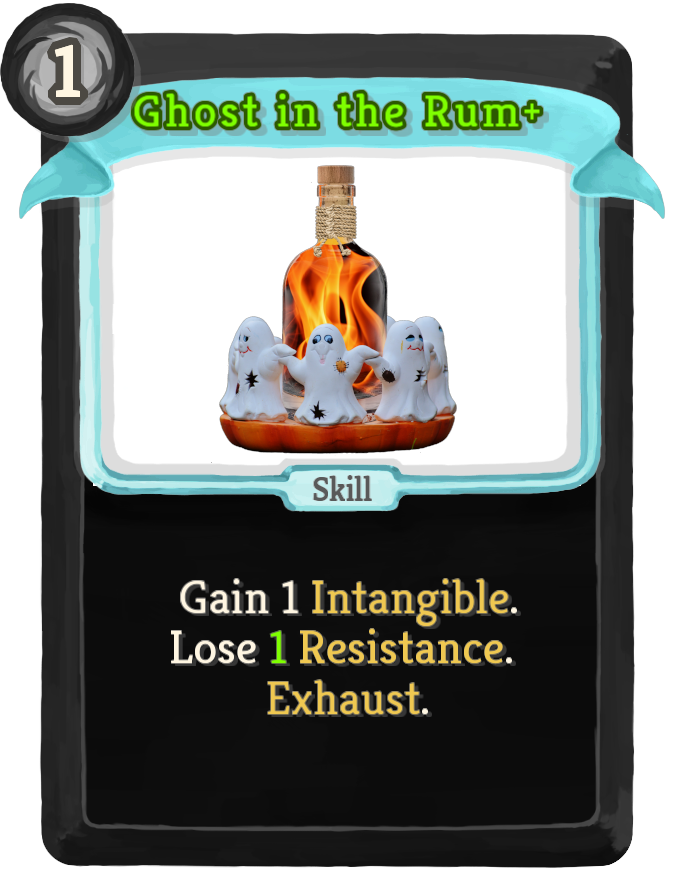 1
Ghost in the Rum+
Skill
Gain 1 Intangible.
Lose 1 Resistance.
Exhaust.